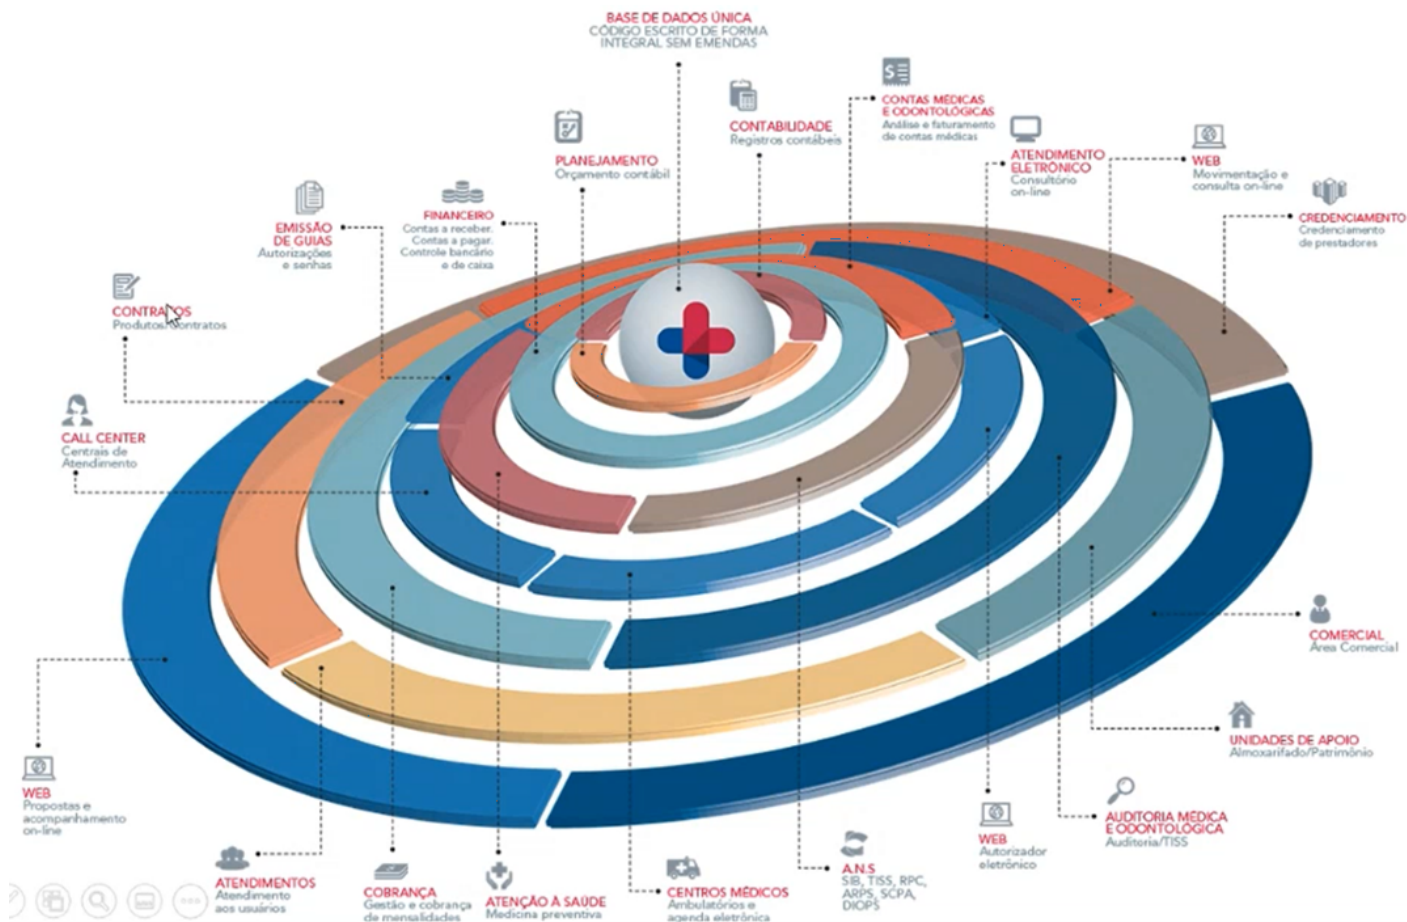 BASE DE DADOS ÚNICA
CÓDIGO ESCRITO DE FORMA
INTEGRAL SEM EMENDAS
CONTAS MÉDICAS
E ODONTOLÓGICAS
Análise e faturamento
de contas médicas
CONTABILIDADE
Registros contábeis
ATENDIMENTO
ELETRÔNICO
Consultório
on-line
WEB
Movimentação e
consulta on-line
PLANEJAMENTO
Orçamento contábil
CREDENCIAMENTO
Credenciamento
de prestadores
FINANCEIRO
Contas a receber.
Contas a pagar.
Controle bancário
e de caixa
EMISSÃO
DE GUIAS
Autorizações
e senhas
CONTRATOS
Produtos/Contratos
CALL CENTER
Centrais de
Atendimento
COMERCIAL
Área Comercial
UNIDADES DE APOIO
Almoxarifado/Patrimônio
WEB
Propostas e
acompanhamento
on-line
AUDITORIA MÉDICA
E ODONTOLÓGICA
Auditoria/TISS
WEB
Autorizador
eletrônico
A.N.S
SIB, TISS, RPC,
ARPS, SCPA,
DIOPS
ATENDIMENTOS
Atendimento
aos usuários
COBRANÇA
Gestão e cobrança
de mensalidades
ATENÇÃO À SAÚDE
Medicina preventiva
CENTROS MÉDICOS
Ambulatórios e
agenda eletrônica